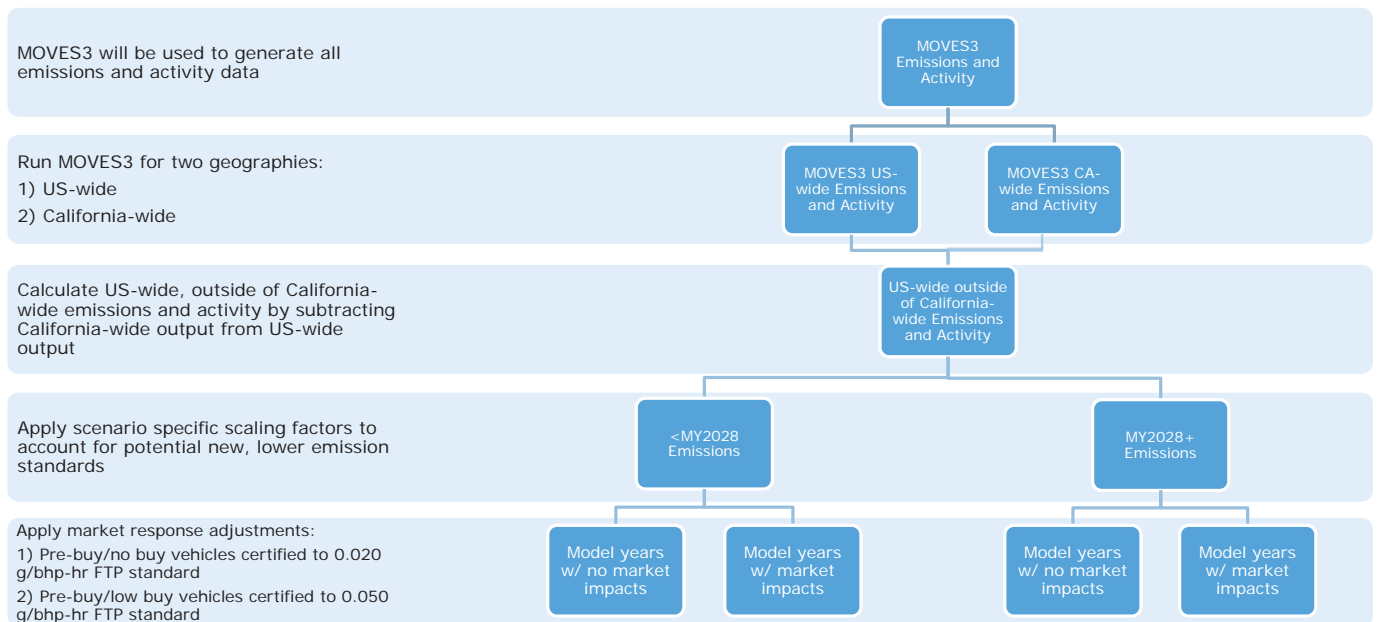 MOVES3 will be used to generate all
emissions and activity data
MOVES3
Emissions and
Activity
Run MOVES3 for two geographies:
1) US-wide
2) California-wide
MOVES3 US-
wide Emissions
and Activity
MOVES3 CA-
wide Emissions
and Activity
Calculate US-wide, outside of California-
wide emissions and activity by subtracting
California-wide output from US-wide
output
US-wide outside
of California-
wide Emissions
and Activity
Apply scenario specific scaling factors to
account for potential new, lower emission
standards
<MY2028
Emissions
MY2028+
Emissions
Apply market response adjustments:
1) Pre-buy/no buy vehicles certified to 0.020
g/bhp-hr FTP standard
2) Pre-buy/low buy vehicles certified to 0.050
g/bhp-hr FTP standard
Model years
w/ no market
impacts
Model years
w/ market
impacts
Model years
w/ no market
impacts
Model years
w/ market
impacts